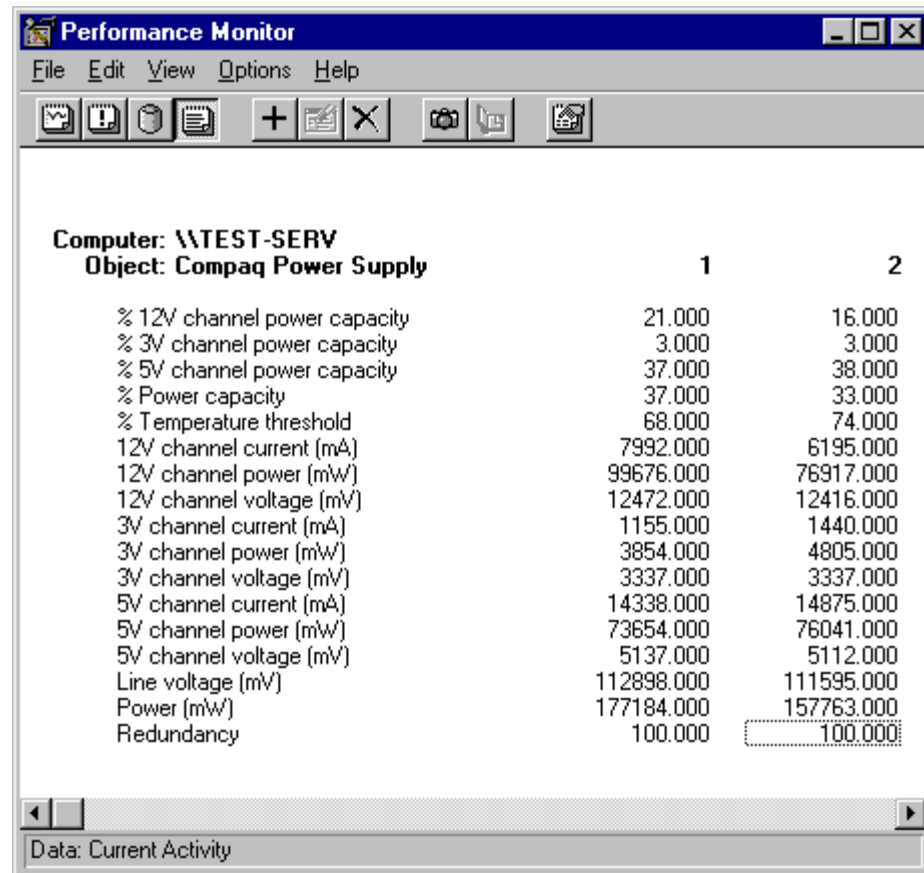 Performance Monitor
File Edit View Options Help
Computer: \\TEST-SERV
Object: Compaq Power Supply 1 2
% 12V channel power capacity 21.000 16.000
% 3V channel power capacity 3.000 3.000
% 5V channel power capacity 37.000 38.000
% Power capacity 37.000 33.000
% Temperature threshold 68.000 74.000
12V channel current (mA) 7992.000 6195.000
12V channel power (mW) 99676.000 76917.000
12V channel voltage (mV) 12472.000 12416.000
3V channel current (mA) 1155.000 1440.000
3V channel power (mW) 3854.000 4805.000
3V channel voltage (mV) 3337.000 3337.000
5V channel current (mA) 14338.000 14875.000
5V channel power (mW) 73654.000 76041.000
5V channel voltage (mV) 5137.000 5112.000
Line voltage (mV) 112898.000 111595.000
Power (mW) 177184.000 157763.000
Redundancy 100.000 100.000
Data: Current Activity